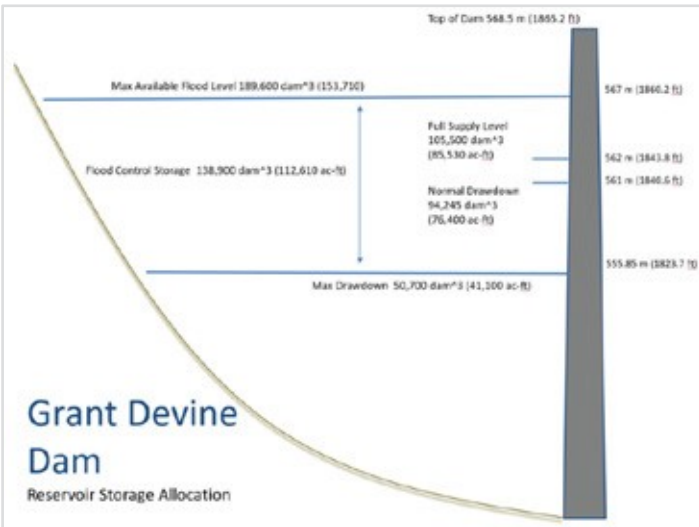 Top of Dam 568.5 m (1865.2 ft)
Max Available Flood Level 189,600 dam^3 (153,710)
567 m (1860.2 ft)
Full Supply Level
105,500 dam^3
(85,530 ac-ft)
562 m (1843.8 ft)
Flood Control Storage 138,900 dam^3 (112,610 ac-ft)
561 m (1840.6 ft)
Normal Drawdown
94,245 dam^3
(76,400 ac-ft)
555.85 m (1823.7 ft)
Max Drawdown 50,700 dam^3 (41,100 ac-ft)
Grant Devine
Dam
Reservoir Storage Allocation